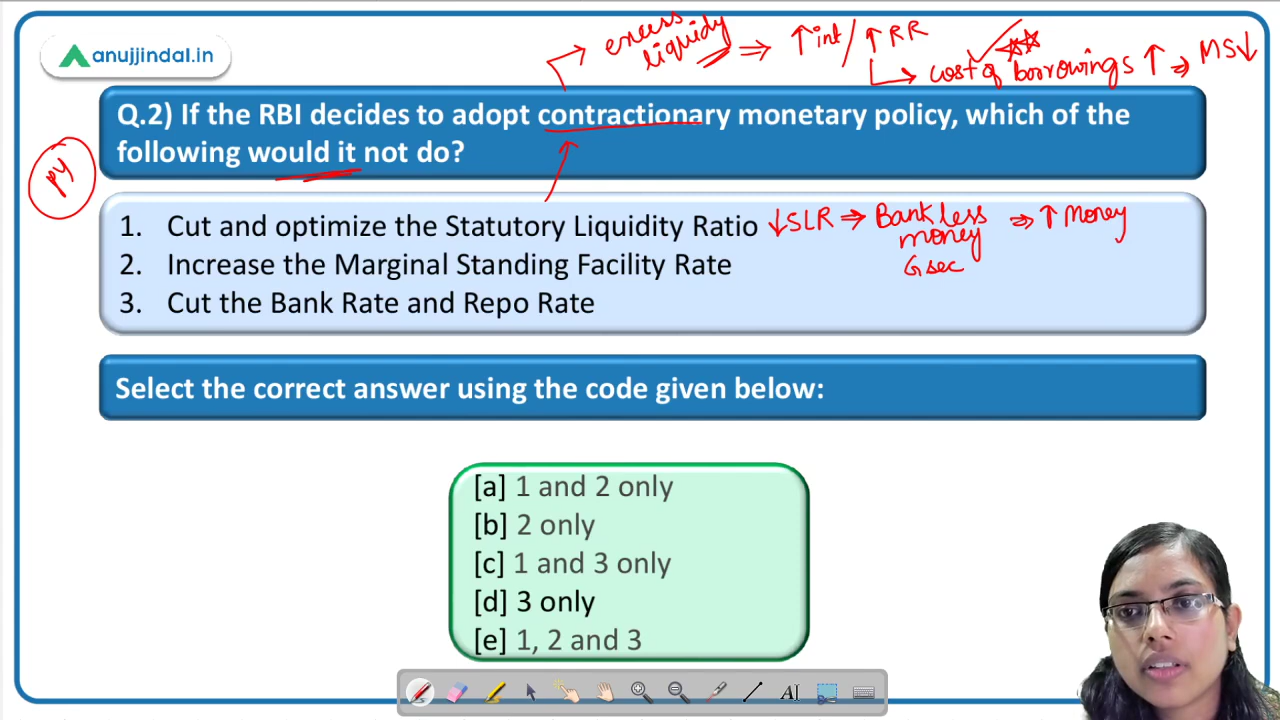 anujjindal.in
excess liquidy ⇒ ↑int/↑RR
cost of borrowings ↑ ⇒ MS↓
Q.2) If the RBI decides to adopt contractionary monetary policy, which of the
following would it not do?
PY
1. Cut and optimize the Statutory Liquidity Ratio
↓SLR ⇒ Bank less money ⇒ ↑ Money
G sec
2. Increase the Marginal Standing Facility Rate
3. Cut the Bank Rate and Repo Rate
Select the correct answer using the code given below:
[a] 1 and 2 only
[b] 2 only
[c] 1 and 3 only
[d] 3 only
[e] 1, 2 and 3
AI